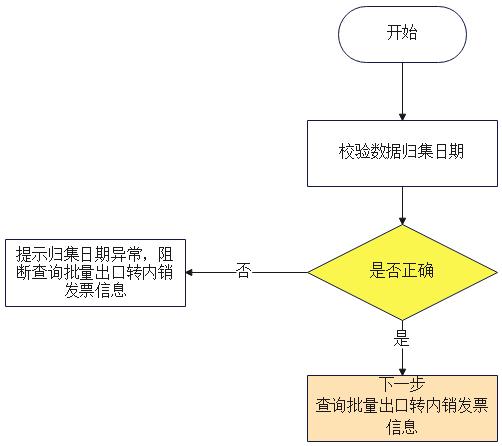 开始
校验数据归集日期
是否正确
否
提示归集日期异常，阻
断查询批量出口转内销
发票信息
是
下一步
查询批量出口转内销发票
信息